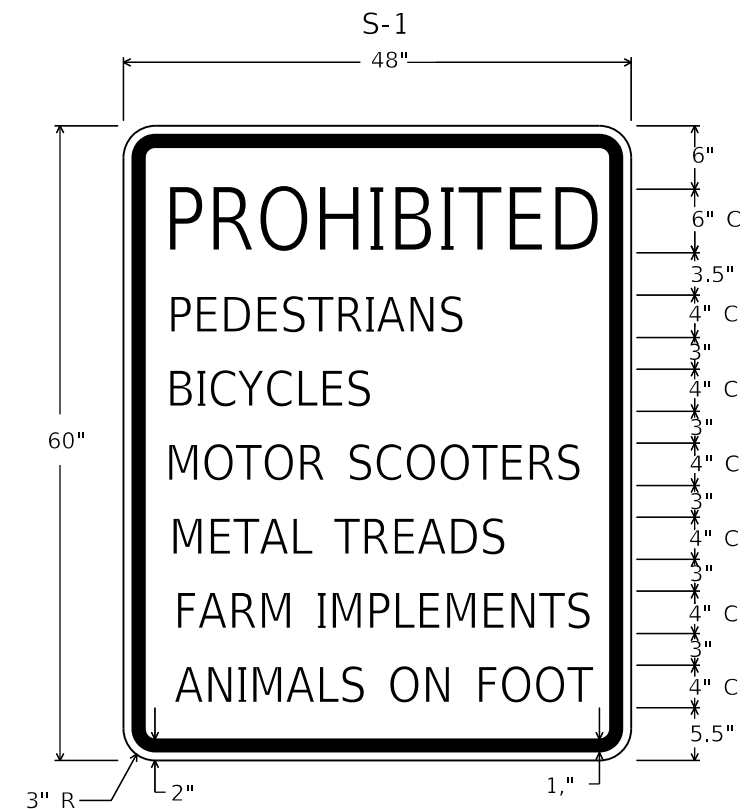 S-1
48"
6"
PROHIBITED
6" C
3.5"
PEDESTRIANS
4" C
3"
BICYCLES
4" C
3"
60"
MOTOR SCOOTERS
4" C
3"
METAL TREADS
4" C
3"
FARM IMPLEMENTS
4" C
3"
ANIMALS ON FOOT
4" C
5.5"
3" R
2"
1,"